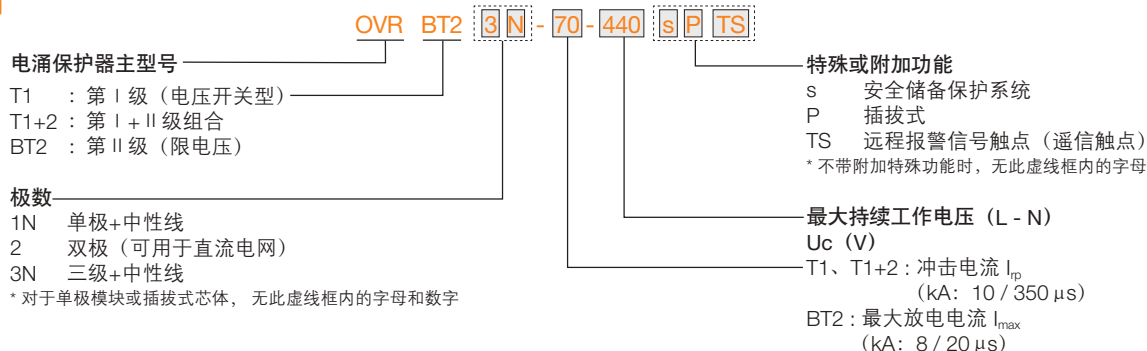 OVR BT2 3 N - 70 - 440 s P TS
电涌保护器主型号
T1 ：第Ⅰ级（电压开关型）
T1+2 ：第Ⅰ+Ⅱ级组合
BT2 ：第Ⅱ级（限电压）
极数
1N 单极+中性线
2 双极（可用于直流电网）
3N 三级+中性线
* 对于单极模块或插拔式芯体， 无此虚线框内的字母和数字
特殊或附加功能
s 安全储备保护系统
P 插拔式
TS 远程报警信号触点（遥信触点）
* 不带附加特殊功能时，无此虚线框内的字母
最大持续工作电压（L - N）
Uc（V）
T1、T1+2：冲击电流 Irp
（kA：10 / 350 μs）
BT2：最大放电电流 Imax
（kA：8 / 20 μs）